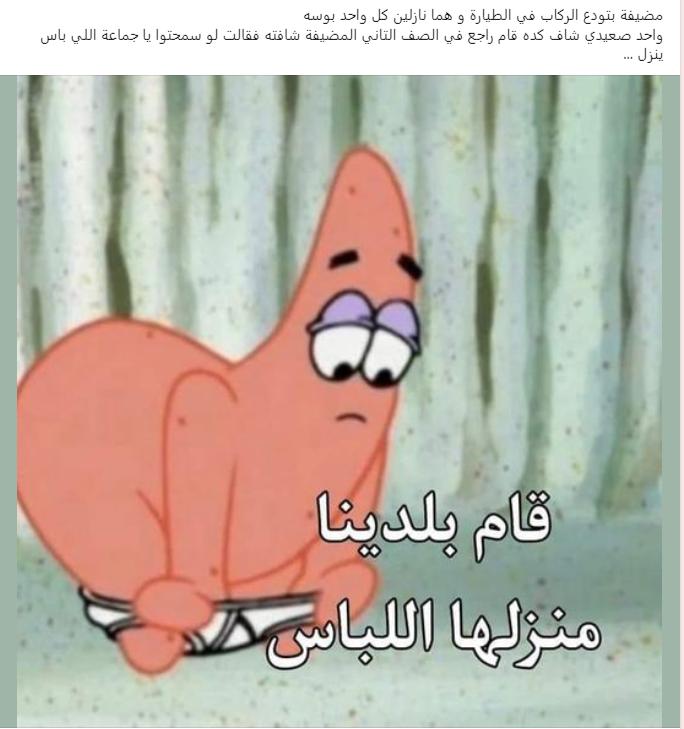 مضيفة بتودع الركاب في الطيارة و هما نازلين كل واحد بوسه
واحد صعيدي شاف كده قام راجع في الصف التاني المضيفة شافته فقالت لو سمحتوا يا جماعة اللي باس
ينزل ...
قام بلدينا
منزلها اللباس